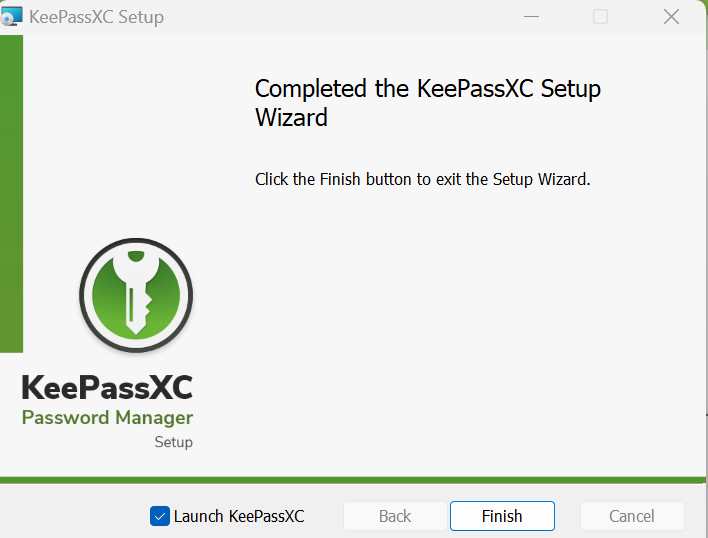 KeePassXC Setup
Completed the KeePassXC Setup
Wizard
Click the Finish button to exit the Setup Wizard.
KeePassXC
Password Manager
Setup
Launch KeePassXC
Back
Finish
Cancel